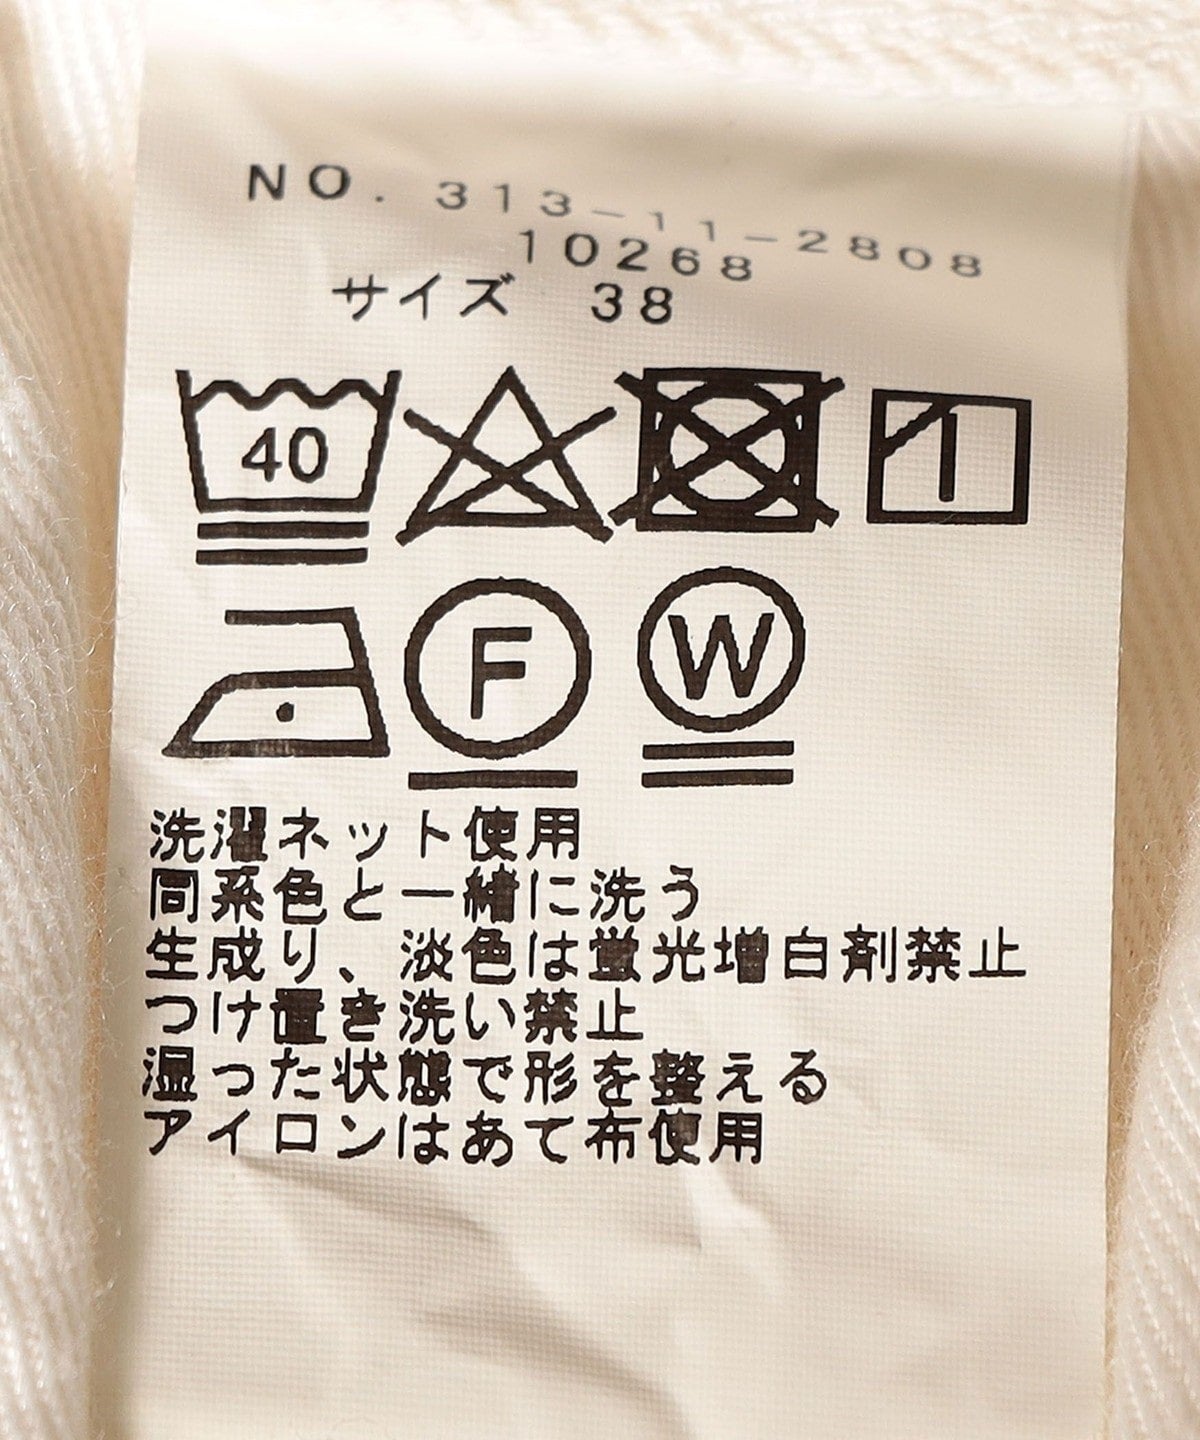 NO. 313-11-2808
10268
サイズ 38
40
F
W
洗濯ネット使用
同系色と一緒に洗う
生成り、淡色は蛍光増白剤禁止
つけ置き洗い禁止
湿った状態で形を整える
アイロンはあて布使用